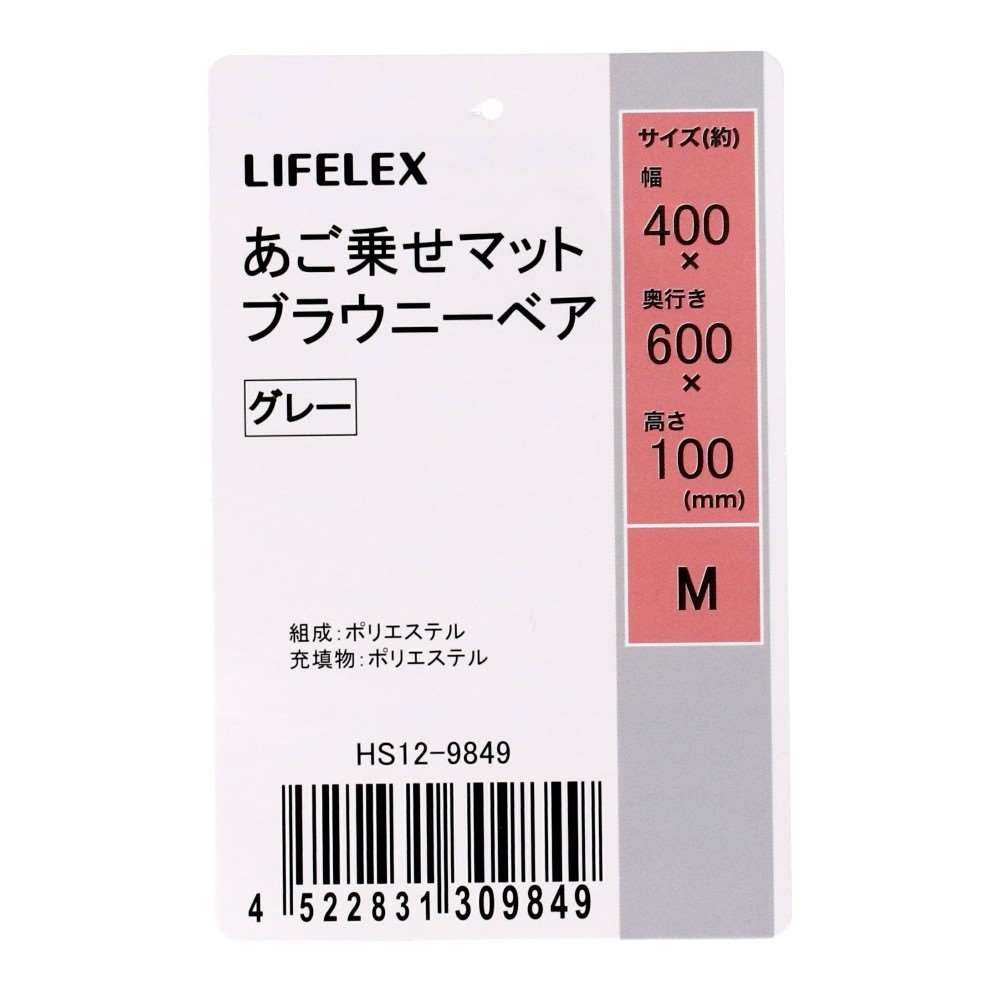 LIFELEX
あご乗せマット
ブラウニーベア
グレー
サイズ(約)
幅
400
×
奥行き
600
×
高さ
100
(mm)
M
組成:ポリエステル
充填物:ポリエステル
HS12-9849
4 522831 309849